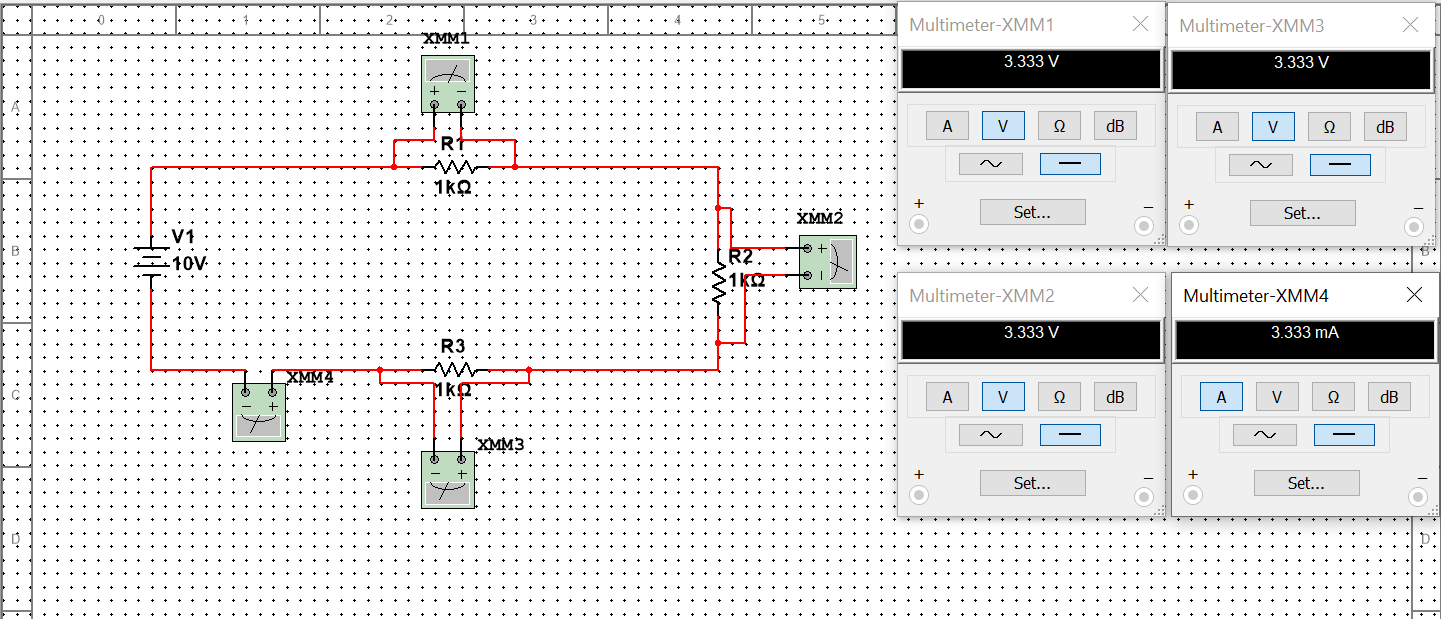 0 1 2 3 4 5
A
B
C
D
XMM1
+ −
R1
1kΩ
V1
10V
XMM2
+
−
R2
1kΩ
R3
1kΩ
XMM4
− +
XMM3
− +
B
D
Multimeter-XMM1
3.333 V
A V Ω dB
+ −
Set...
Multimeter-XMM3
3.333 V
A V Ω dB
+ −
Set...
Multimeter-XMM2
3.333 V
A V Ω dB
+ −
Set...
Multimeter-XMM4
3.333 mA
A V Ω dB
+ −
Set...